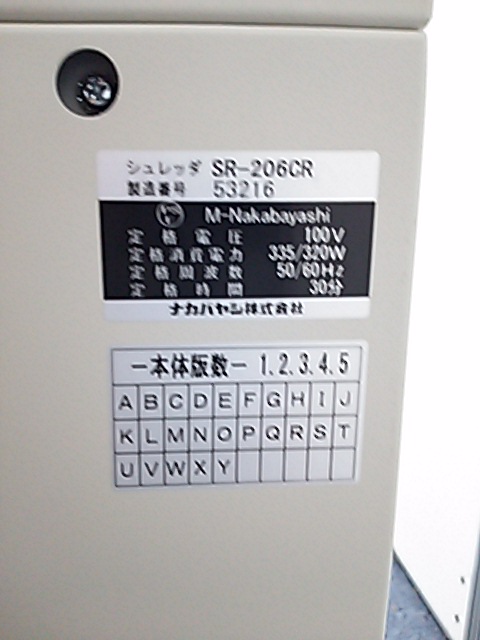 シュレッダ SR-206CR
製造番号 53216
M-Nakabayashi
定格電圧 100V
定格消費電力 335/320W
定格周波数 50/60Hz
定格時間 30分
ナカバヤシ株式会社
－本体版数－ 1.2.3.4.5
A B C D E F G H I J
K L M N O P Q R S T
U V W X Y